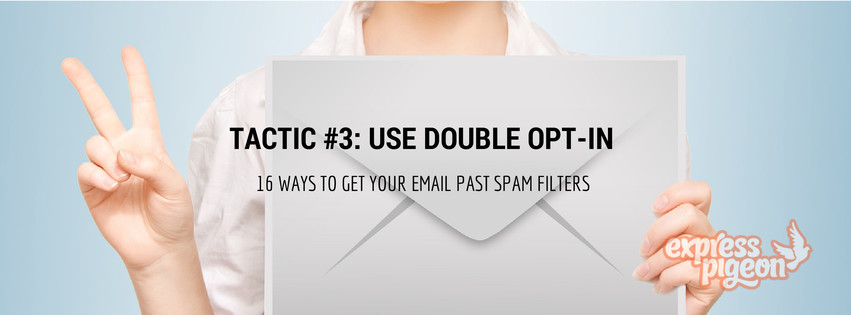 TACTIC #3: USE DOUBLE OPT-IN
16 WAYS TO GET YOUR EMAIL PAST SPAM FILTERS
express
pigeon